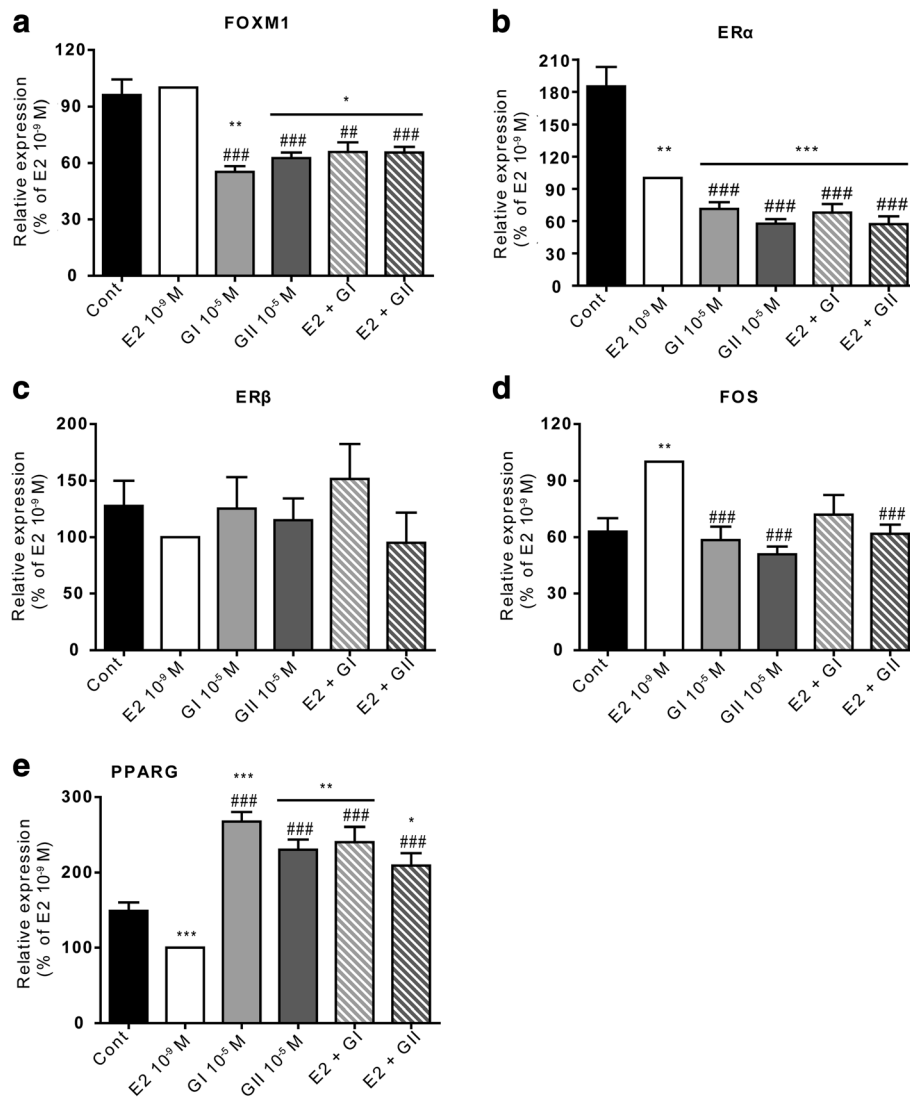 a
FOXM1
Relative expression
(% of E2 10⁻⁹ M)
120
90
60
30
0
**
###
*
###
##
###
Cont
E2 10⁻⁹ M
GI 10⁻⁵ M
GII 10⁻⁵ M
E2 + GI
E2 + GII
b
ERα
Relative expression
(% of E2 10⁻⁹ M)
210
180
150
120
90
60
30
0
**
***
###
###
###
###
Cont
E2 10⁻⁹ M
GI 10⁻⁵ M
GII 10⁻⁵ M
E2 + GI
E2 + GII
c
ERβ
Relative expression
(% of E2 10⁻⁹ M)
200
150
100
50
0
Cont
E2 10⁻⁹ M
GI 10⁻⁵ M
GII 10⁻⁵ M
E2 + GI
E2 + GII
d
FOS
Relative expression
(% of E2 10⁻⁹ M)
120
90
60
30
0
**
###
###
###
Cont
E2 10⁻⁹ M
GI 10⁻⁵ M
GII 10⁻⁵ M
E2 + GI
E2 + GII
e
PPARG
Relative expression
(% of E2 10⁻⁹ M)
300
200
100
0
***
***
###
**
###
###
*
###
Cont
E2 10⁻⁹ M
GI 10⁻⁵ M
GII 10⁻⁵ M
E2 + GI
E2 + GII